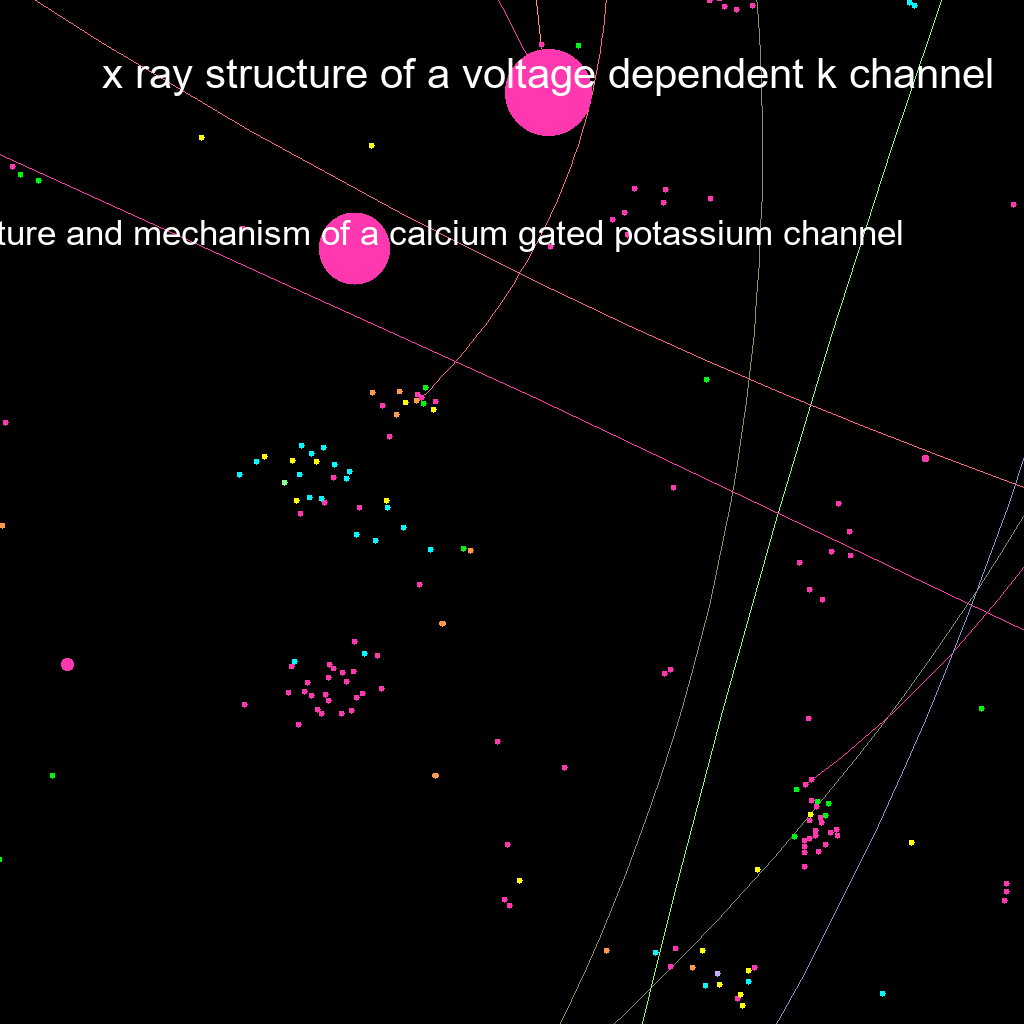 x ray structure of a voltage dependent k channel
ture and mechanism of a calcium gated potassium channel